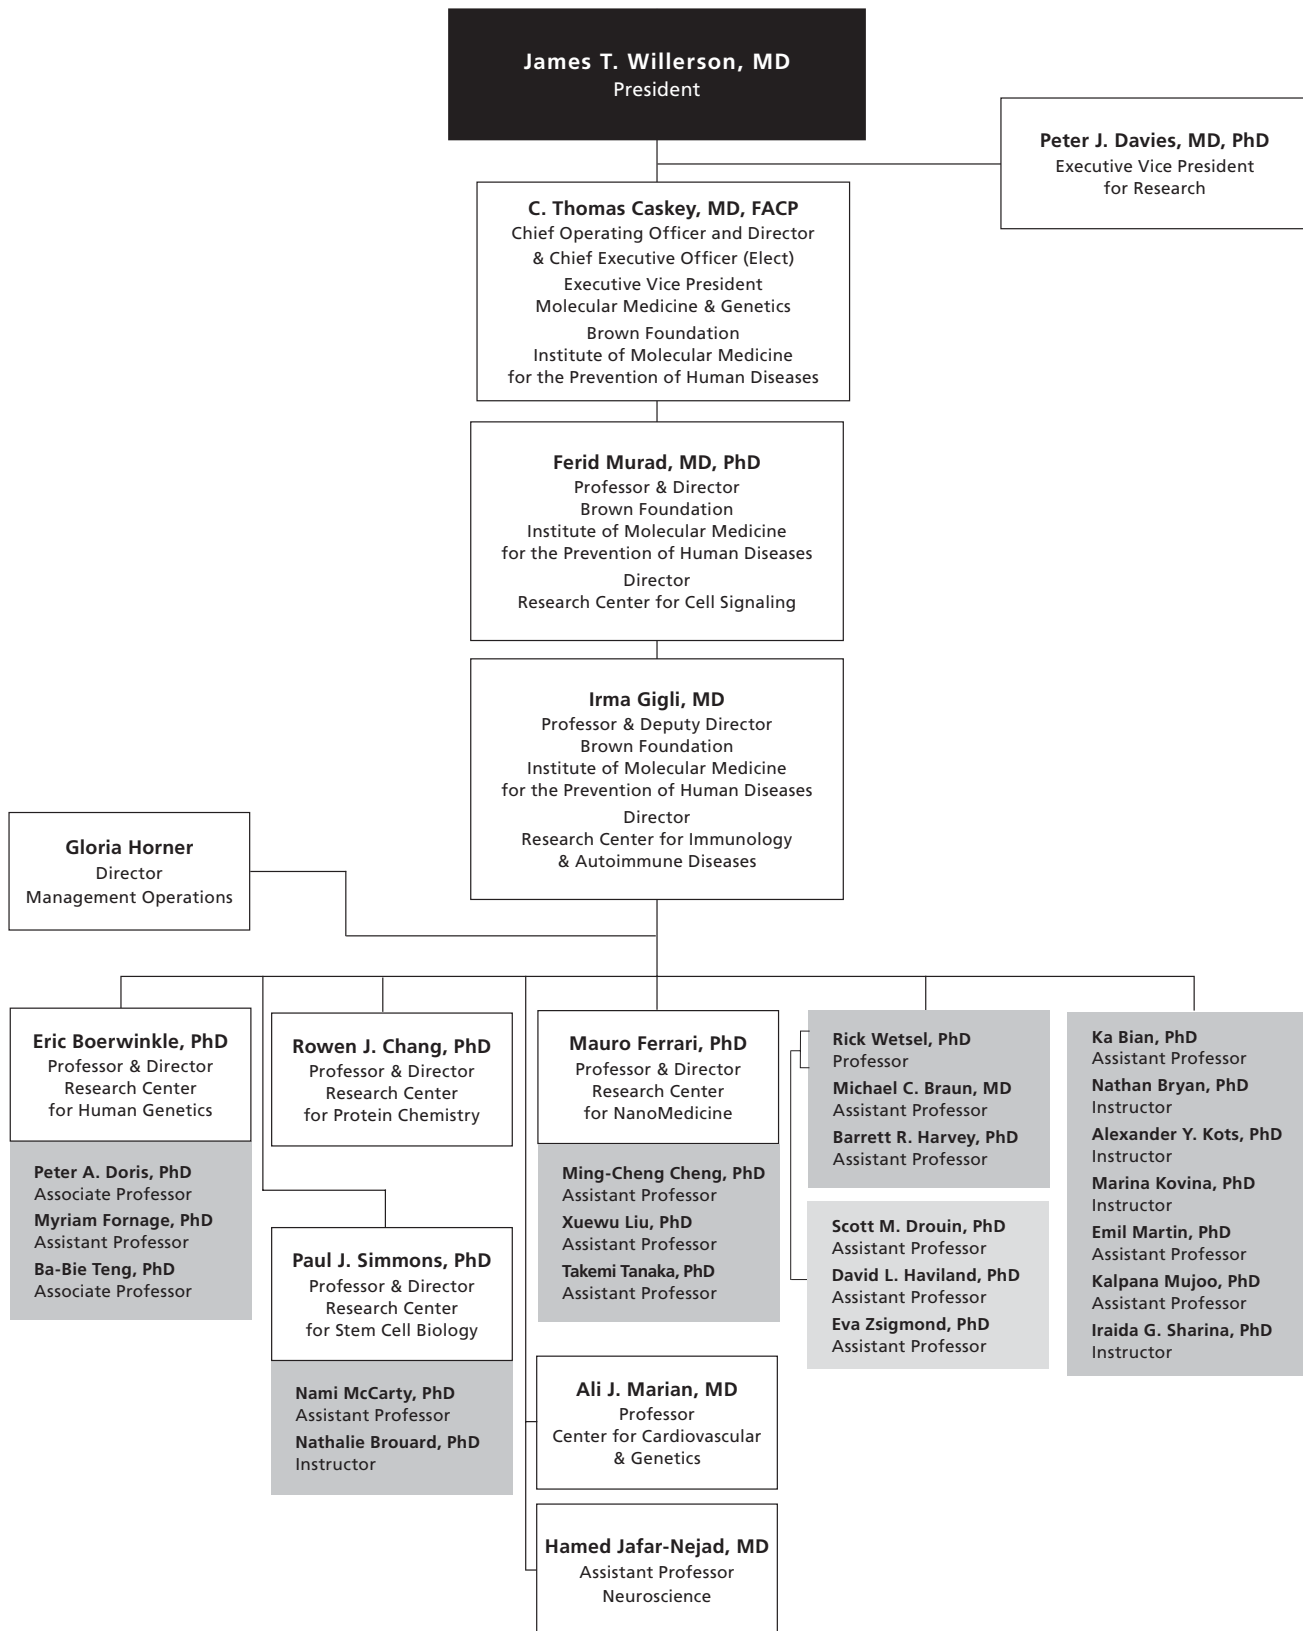 James T. Willerson, MD
President
Peter J. Davies, MD, PhD
Executive Vice President
for Research
C. Thomas Caskey, MD, FACP
Chief Operating Officer and Director
& Chief Executive Officer (Elect)
Executive Vice President
Molecular Medicine & Genetics
Brown Foundation
Institute of Molecular Medicine
for the Prevention of Human Diseases
Ferid Murad, MD, PhD
Professor & Director
Brown Foundation
Institute of Molecular Medicine
for the Prevention of Human Diseases
Director
Research Center for Cell Signaling
Irma Gigli, MD
Professor & Deputy Director
Brown Foundation
Institute of Molecular Medicine
for the Prevention of Human Diseases
Director
Research Center for Immunology
& Autoimmune Diseases
Gloria Horner
Director
Management Operations
Eric Boerwinkle, PhD
Professor & Director
Research Center
for Human Genetics
Peter A. Doris, PhD
Associate Professor
Myriam Fornage, PhD
Assistant Professor
Ba-Bie Teng, PhD
Associate Professor
Rowen J. Chang, PhD
Professor & Director
Research Center
for Protein Chemistry
Paul J. Simmons, PhD
Professor & Director
Research Center
for Stem Cell Biology
Nami McCarty, PhD
Assistant Professor
Nathalie Brouard, PhD
Instructor
Mauro Ferrari, PhD
Professor & Director
Research Center
for NanoMedicine
Ming-Cheng Cheng, PhD
Assistant Professor
Xuewu Liu, PhD
Assistant Professor
Takemi Tanaka, PhD
Assistant Professor
Ali J. Marian, MD
Professor
Center for Cardiovascular
& Genetics
Hamed Jafar-Nejad, MD
Assistant Professor
Neuroscience
Rick Wetsel, PhD
Professor
Michael C. Braun, MD
Assistant Professor
Barrett R. Harvey, PhD
Assistant Professor
Scott M. Drouin, PhD
Assistant Professor
David L. Haviland, PhD
Assistant Professor
Eva Zsigmond, PhD
Assistant Professor
Ka Bian, PhD
Assistant Professor
Nathan Bryan, PhD
Instructor
Alexander Y. Kots, PhD
Instructor
Marina Kovina, PhD
Instructor
Emil Martin, PhD
Assistant Professor
Kalpana Mujoo, PhD
Assistant Professor
Iraida G. Sharina, PhD
Instructor